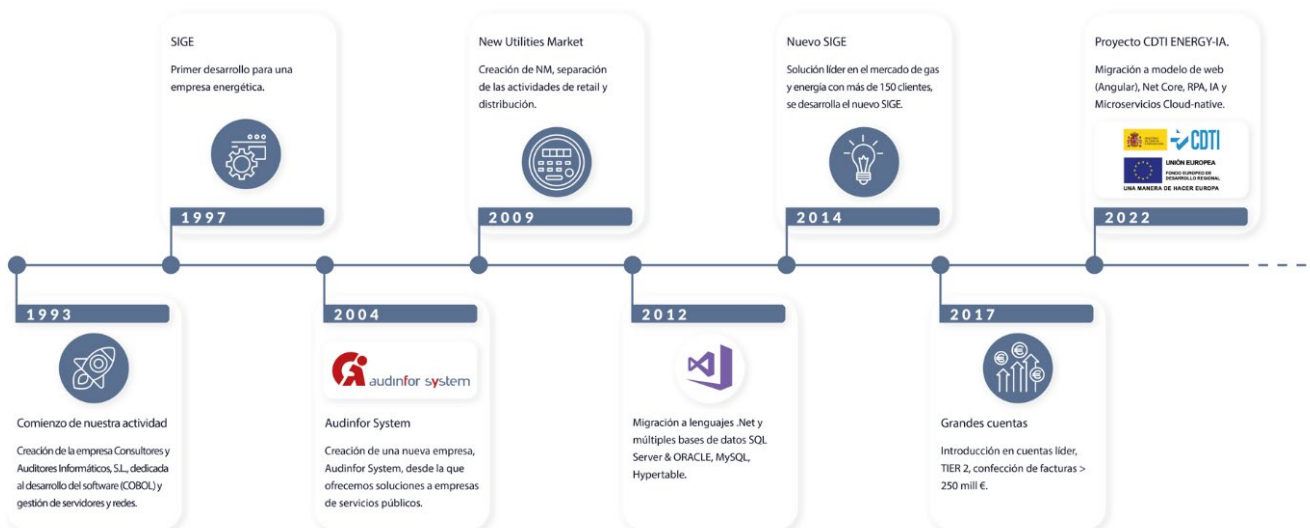 SIGE
Primer desarrollo para una
empresa energética.
1997
New Utilities Market
Creación de NM, separación
de las actividades de retail y
distribución.
2009
Nuevo SIGE
Solución líder en el mercado de gas
y energía con más de 150 clientes,
se desarrolla el nuevo SIGE.
2014
Proyecto CDTI ENERGY-IA.
Migración a modelo de web
(Angular), Net Core, RPA, IA y
Microservicios Cloud-native.
CDTI
UNIÓN EUROPEA
FONDO EUROPEO DE
DESARROLLO REGIONAL
UNA MANERA DE HACER EUROPA
2022
1993
Comienzo de nuestra actividad
Creación de la empresa Consultores y
Auditores Informáticos, S.L., dedicada
al desarrollo del software (COBOL) y
gestión de servidores y redes.
2004
audinfor system
Audinfor System
Creación de una nueva empresa,
Audinfor System, desde la que
ofrecemos soluciones a empresas
de servicios públicos.
2012
Migración a lenguajes .Net y
múltiples bases de datos SQL
Server & ORACLE, MySQL,
Hypertable.
2017
Grandes cuentas
Introducción en cuentas líder,
TIER 2, confección de facturas >
250 mill €.